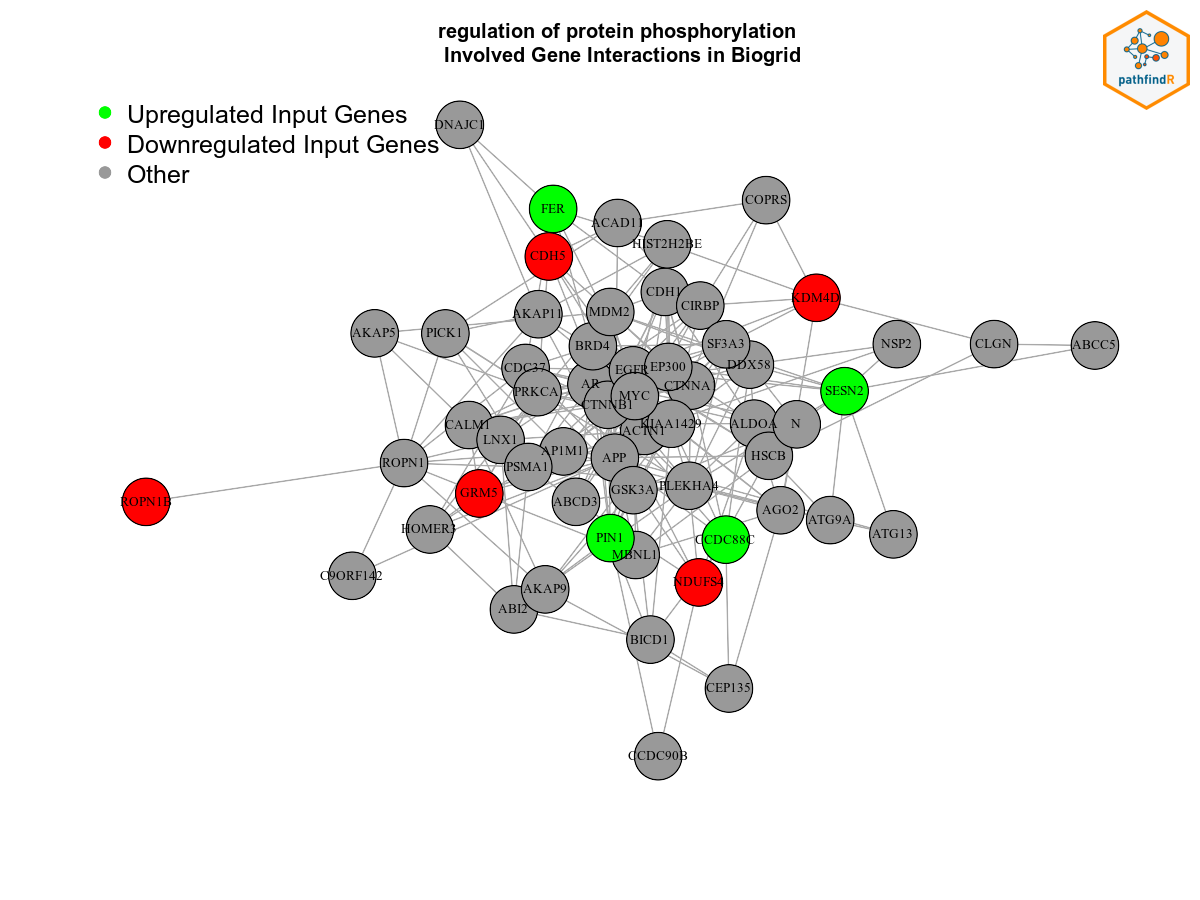 regulation of protein phosphorylation
Involved Gene Interactions in Biogrid
pathfindR
Upregulated Input Genes
Downregulated Input Genes
Other
DNAJC1
FER
ACAD11
COPRS
HIST2H2BE
CDH5
CDH1
KDM4D
CIRBP
AKAP11
MDM2
AKAP5
PICK1
BRD4
SF3A3
NSP2
CLGN
ABCC5
CDC37
EGFR
EP300
DDX58
PRKCA
AR
MYC
CTNNA
SESN2
CTNNB1
CALM1
LNX1
ACTN1
KIAA1429
ALDOA
N
AP1M1
APP
HSCB
ROPN1
PSMA1
GRM5
ABCD3
GSK3A
PLEKHA4
ROPN1B
AGO2
ATG9A
HOMER3
PIN1
CCDC88C
ATG13
MBNL1
C9ORF142
NDUFS4
AKAP9
ABI2
BICD1
CEP135
CCDC90B